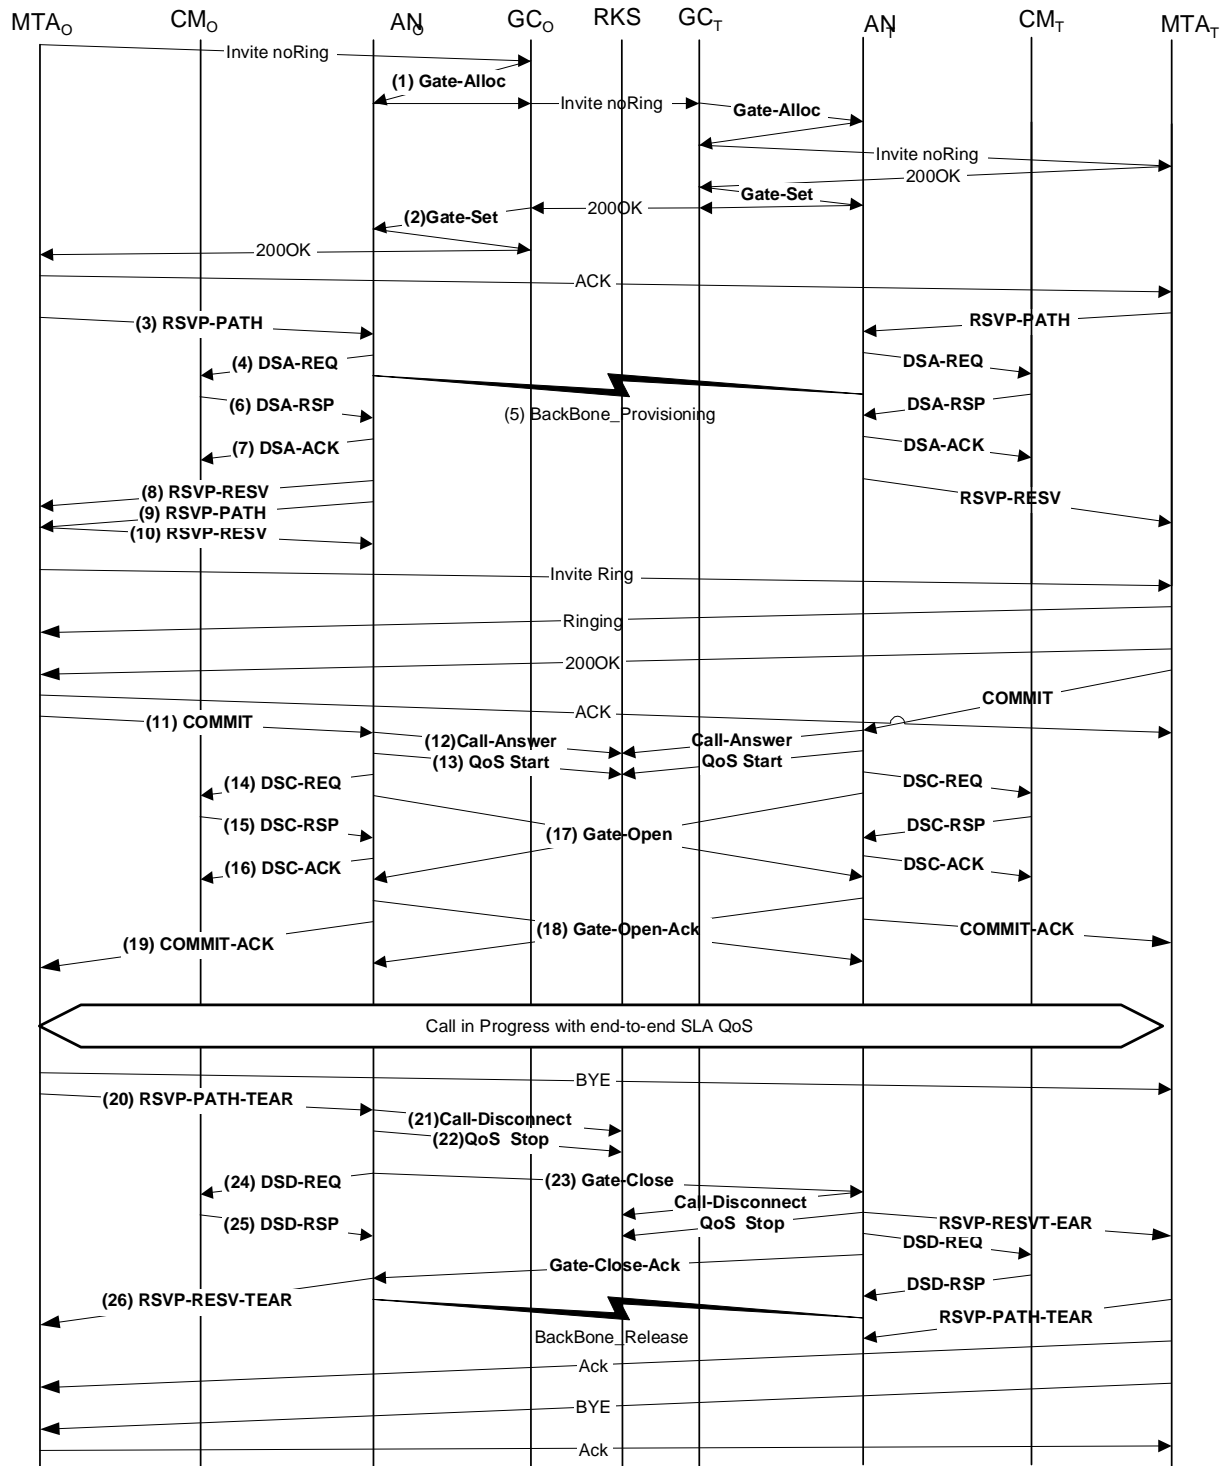 MTAO CMO ANO GCO RKS GCT ANT CMT MTAT
Invite noRing
(1) Gate-Alloc
Invite noRing
Gate-Alloc
Invite noRing
200OK
Gate-Set
200OK
(2)Gate-Set
200OK
ACK
(3) RSVP-PATH
RSVP-PATH
(4) DSA-REQ
DSA-REQ
(6) DSA-RSP
DSA-RSP
(5) BackBone_Provisioning
(7) DSA-ACK
DSA-ACK
(8) RSVP-RESV
RSVP-RESV
(9) RSVP-PATH
(10) RSVP-RESV
Invite Ring
Ringing
200OK
COMMIT
ACK
(11) COMMIT
(12)Call-Answer
Call-Answer
(13) QoS Start
QoS Start
(14) DSC-REQ
DSC-REQ
(15) DSC-RSP
DSC-RSP
(17) Gate-Open
(16) DSC-ACK
DSC-ACK
(18) Gate-Open-Ack
COMMIT-ACK
(19) COMMIT-ACK
Call in Progress with end-to-end SLA QoS
BYE
(20) RSVP-PATH-TEAR
(21)Call-Disconnect
(22)QoS Stop
(24) DSD-REQ
(23) Gate-Close
Call-Disconnect
(25) DSD-RSP
QoS Stop
RSVP-RESVT-EAR
DSD-REQ
Gate-Close-Ack
DSD-RSP
(26) RSVP-RESV-TEAR
RSVP-PATH-TEAR
BackBone_Release
Ack
BYE
Ack